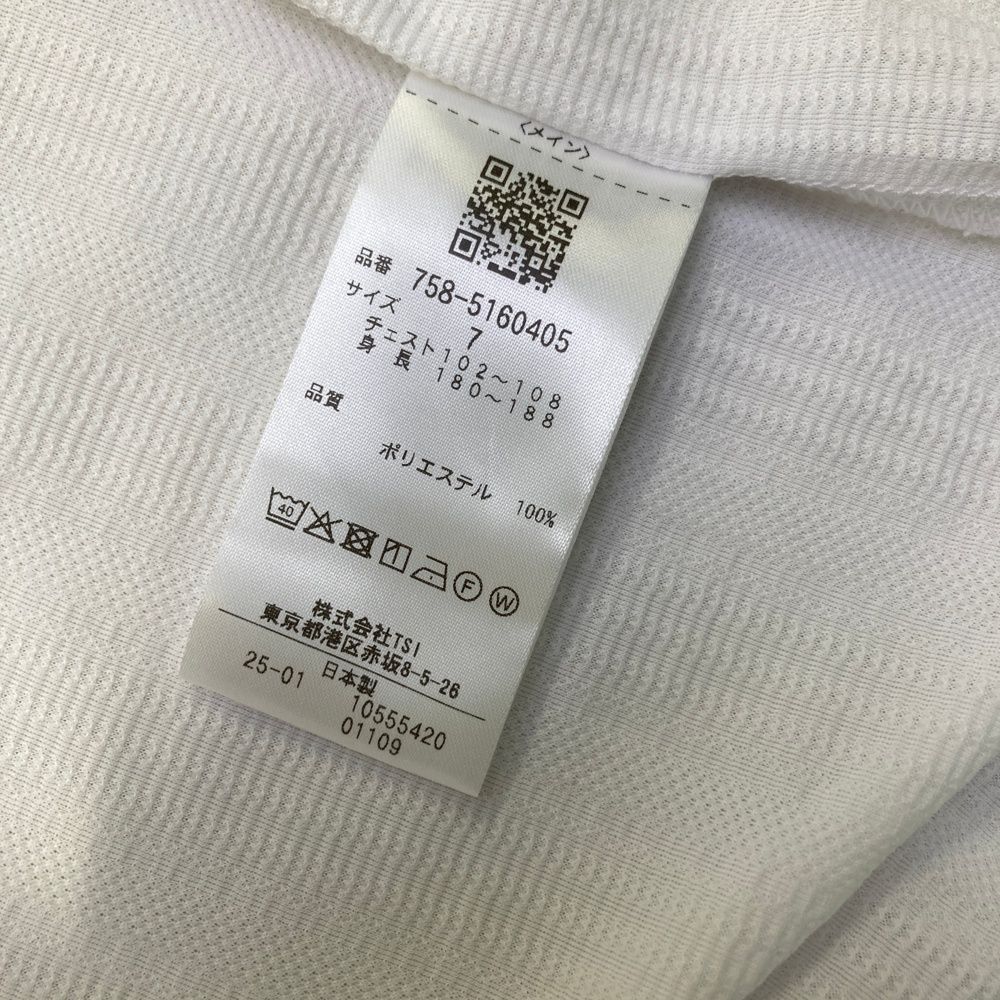 〈メイン〉
品番 758-5160405
サイズ 7
チェスト102～108
身長 180～188
品質
ポリエステル 100%
40
F W
株式会社TSI
東京都港区赤坂8-5-26
25-01 日本製
10555420
01109